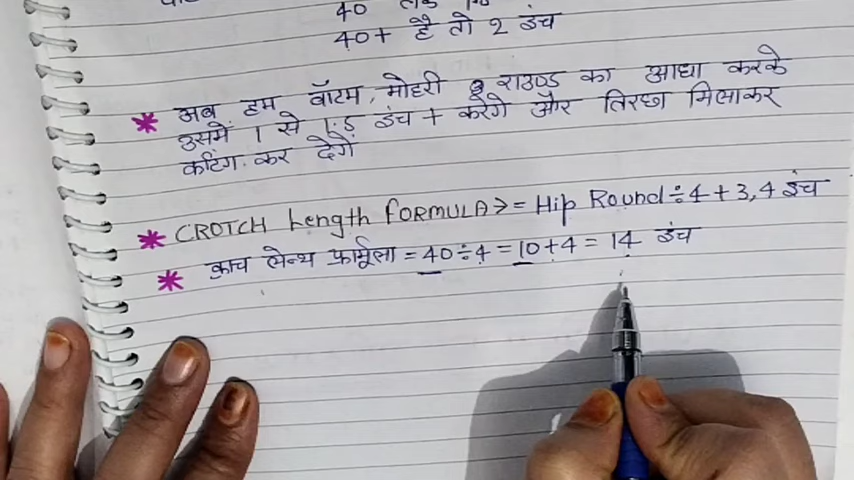 40
40+ है तो 2 इंच
* अब हम बॉटम, मोहरी राउण्ड का आधा करके
उसमें 1 से 1.5 इंच + करेंगे और तिरछा मिलाकर
कटिंग कर देंगे
* CROTCH Length FORMULA >= Hip Round ÷ 4 + 3,4 इंच
* क्राच लेन्थ फ्रार्मूला = 40 ÷ 4 = 10 + 4 = 14 इंच